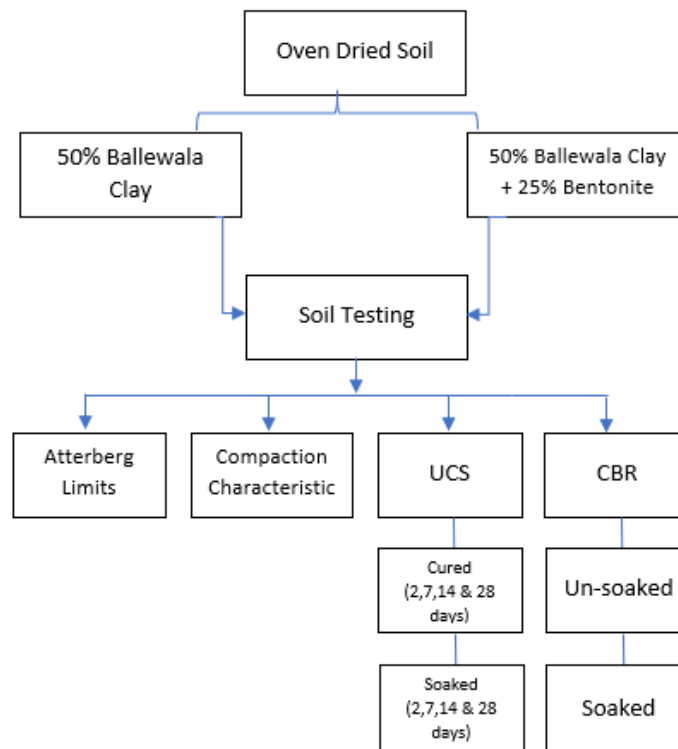 Oven Dried Soil
50% Ballewala
Clay
50% Ballewala Clay
+ 25% Bentonite
Soil Testing
Atterberg
Limits
Compaction
Characteristic
UCS
CBR
Cured
(2,7,14 & 28
days)
Un-soaked
Soaked
(2,7,14 & 28
days)
Soaked